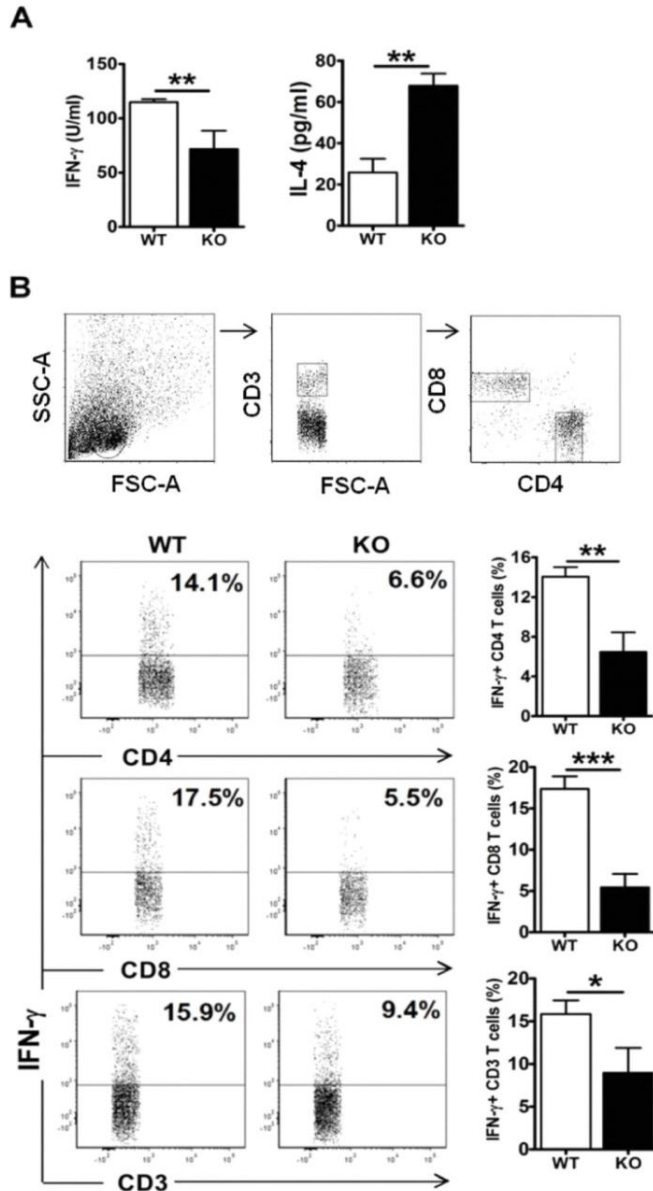 A
IFN-γ (U/ml)
150
100
50
0
**
WT
KO
IL-4 (pg/ml)
80
60
40
20
0
**
WT
KO
B
SSC-A
FSC-A
CD3
FSC-A
CD8
CD4
WT
KO
14.1%
6.6%
CD4
IFN-γ+ CD4 T cells (%)
16
12
8
4
0
**
WT
KO
17.5%
5.5%
CD8
IFN-γ+ CD8 T cells (%)
20
15
10
5
0
***
WT
KO
IFN-γ
15.9%
9.4%
CD3
IFN-γ+ CD3 T cells (%)
20
15
10
5
0
*
WT
KO